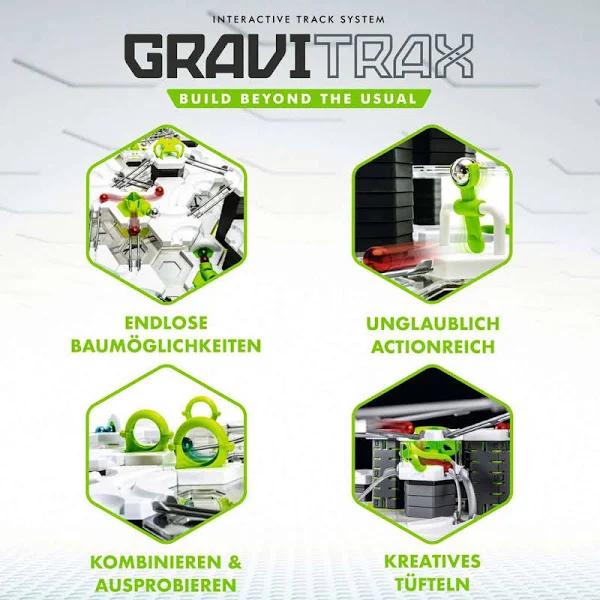 INTERACTIVE TRACK SYSTEM
GRAVITRAX
BUILD BEYOND THE USUAL
ENDLOSE
BAUMÖGLICHKEITEN
UNGLAUBLICH
ACTIONREICH
KOMBINIEREN &
AUSPROBIEREN
KREATIVES
TÜFTELN